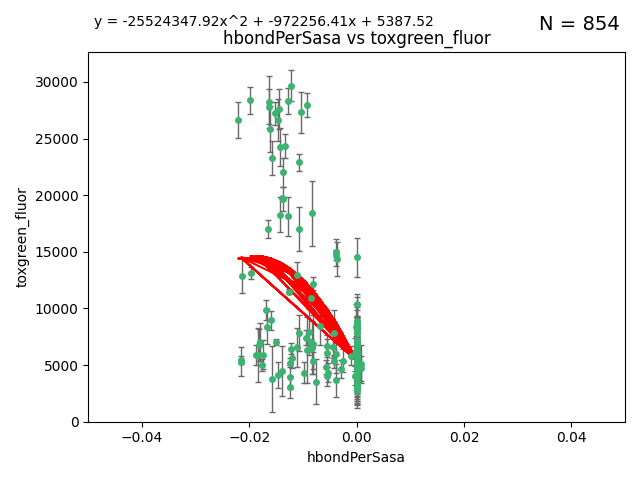 y = -25524347.92x^2 + -972256.41x + 5387.52
N = 854
hbondPerSasa vs toxgreen_fluor
30000
25000
20000
15000
10000
5000
0
toxgreen_fluor
−0.04
−0.02
0.00
0.02
0.04
hbondPerSasa